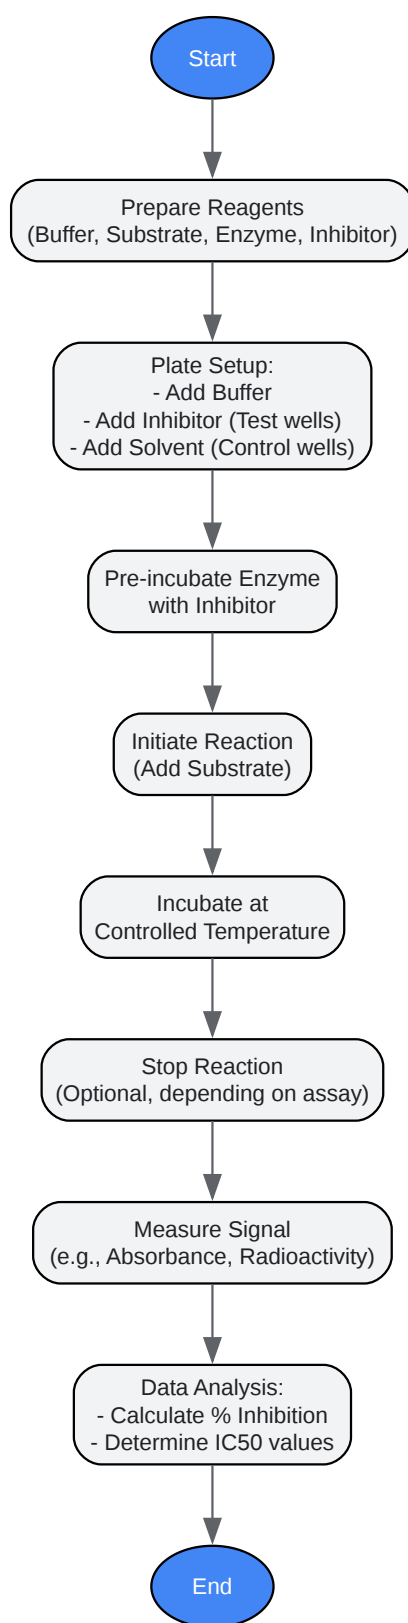 Start
Prepare Reagents
(Buffer, Substrate, Enzyme, Inhibitor)
Plate Setup:
- Add Buffer
- Add Inhibitor (Test wells)
- Add Solvent (Control wells)
Pre-incubate Enzyme
with Inhibitor
Initiate Reaction
(Add Substrate)
Incubate at
Controlled Temperature
Stop Reaction
(Optional, depending on assay)
Measure Signal
(e.g., Absorbance, Radioactivity)
Data Analysis:
- Calculate % Inhibition
- Determine IC50 values
End